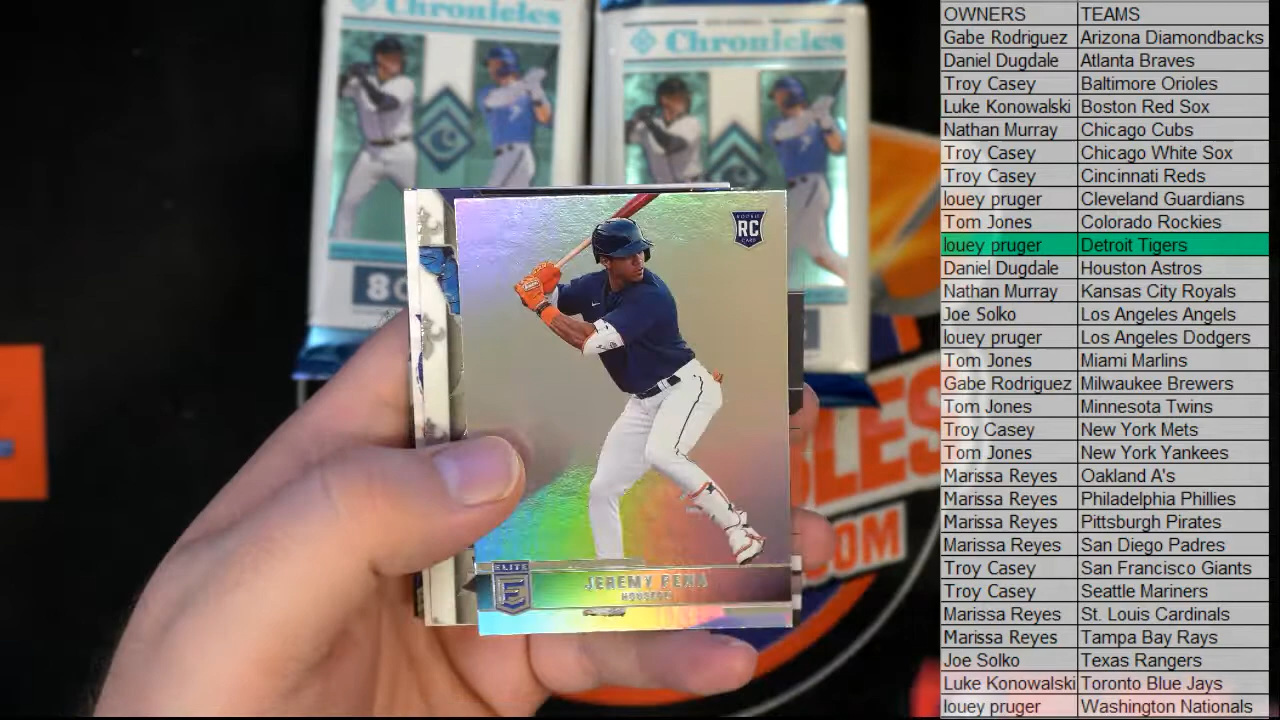 Chronicles
Chronicles
80
ROOKIE
RC
CARD
ELITE
E
JEREMY PEÑA
HOUSTON
BLES
.COM
OWNERS TEAMS
Gabe Rodriguez Arizona Diamondbacks
Daniel Dugdale Atlanta Braves
Troy Casey Baltimore Orioles
Luke Konowalski Boston Red Sox
Nathan Murray Chicago Cubs
Troy Casey Chicago White Sox
Troy Casey Cincinnati Reds
louey pruger Cleveland Guardians
Tom Jones Colorado Rockies
louey pruger Detroit Tigers
Daniel Dugdale Houston Astros
Nathan Murray Kansas City Royals
Joe Solko Los Angeles Angels
louey pruger Los Angeles Dodgers
Tom Jones Miami Marlins
Gabe Rodriguez Milwaukee Brewers
Tom Jones Minnesota Twins
Troy Casey New York Mets
Tom Jones New York Yankees
Marissa Reyes Oakland A's
Marissa Reyes Philadelphia Phillies
Marissa Reyes Pittsburgh Pirates
Marissa Reyes San Diego Padres
Troy Casey San Francisco Giants
Troy Casey Seattle Mariners
Marissa Reyes St. Louis Cardinals
Marissa Reyes Tampa Bay Rays
Joe Solko Texas Rangers
Luke Konowalski Toronto Blue Jays
louey pruger Washington Nationals